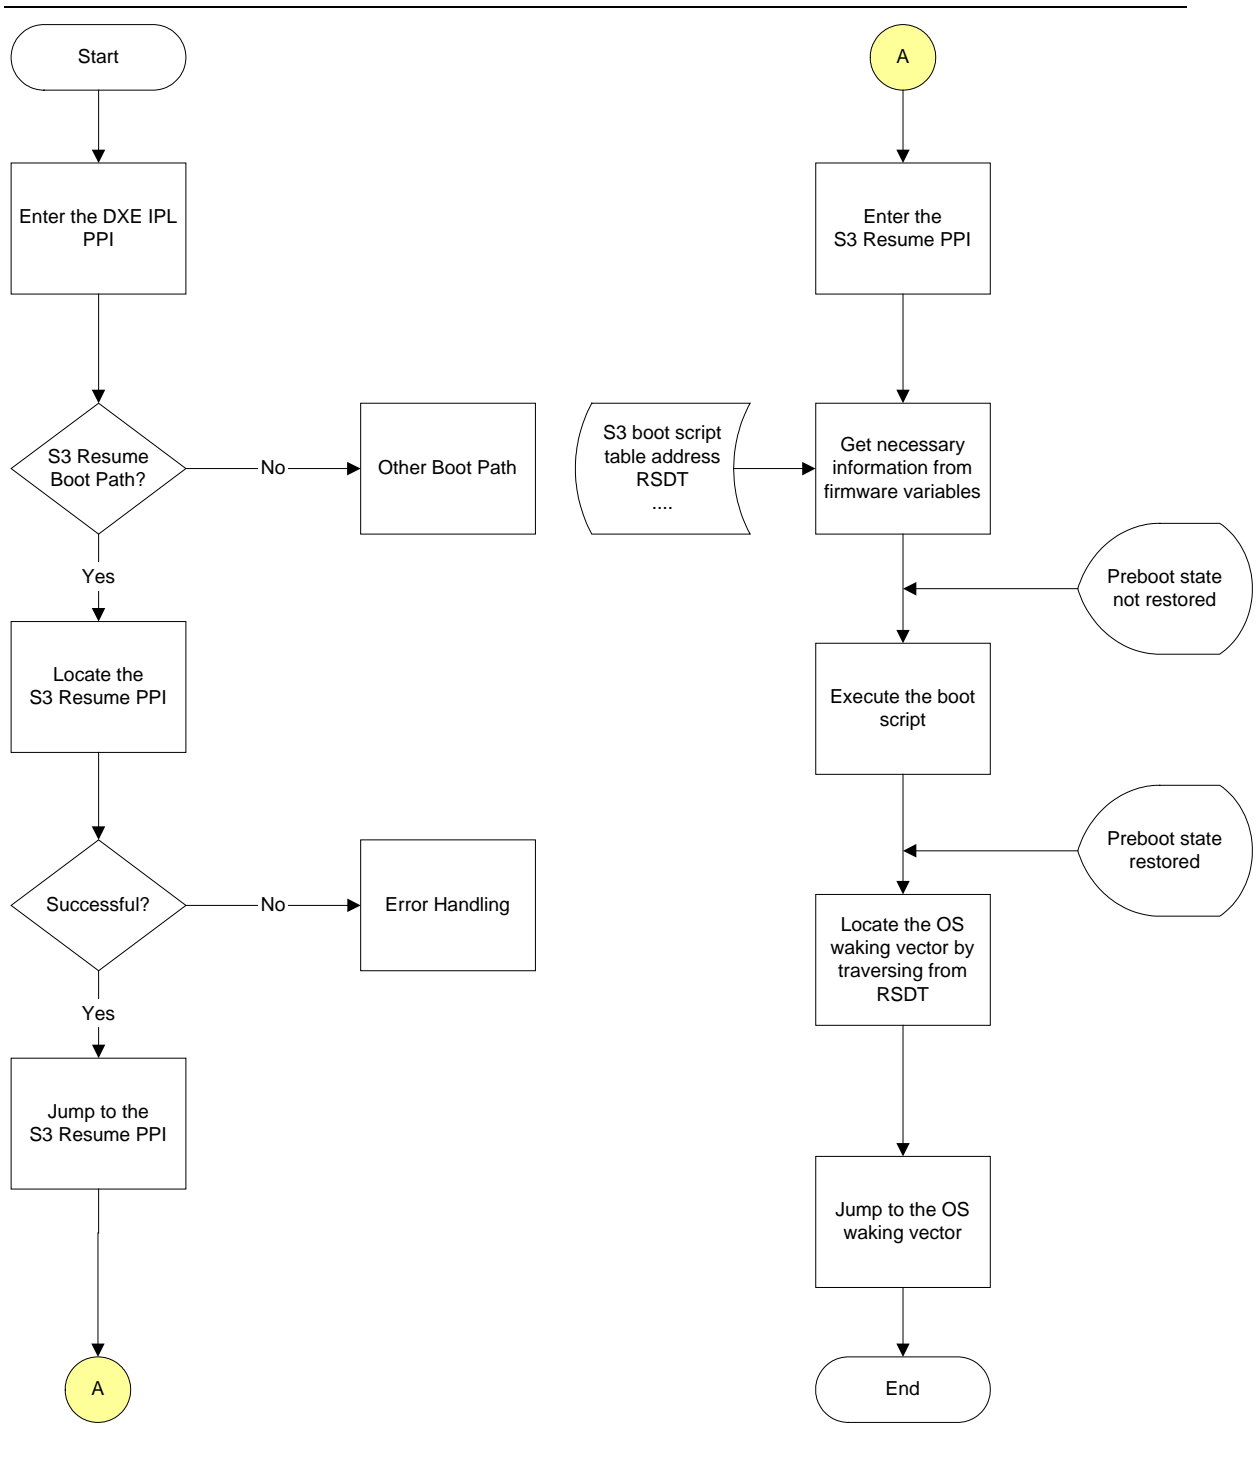 Start
Enter the DXE IPL
PPI
S3 Resume
Boot Path?
No
Other Boot Path
Yes
Locate the
S3 Resume PPI
Successful?
No
Error Handling
Yes
Jump to the
S3 Resume PPI
A
A
Enter the
S3 Resume PPI
S3 boot script
table address
RSDT
....
Get necessary
information from
firmware variables
Preboot state
not restored
Execute the boot
script
Preboot state
restored
Locate the OS
waking vector by
traversing from
RSDT
Jump to the OS
waking vector
End